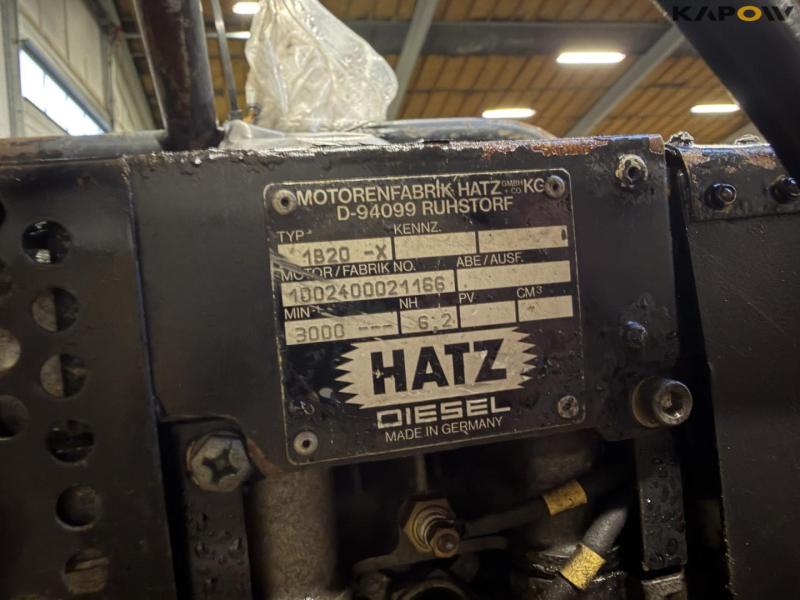 KAPOW
MOTORENFABRIK HATZ GMBH + CO KG
D-94099 RUHSTORF
TYP KENNZ.
1B20 -X
MOTOR/FABRIK NO. ABE/AUSF.
1002400021166
MIN-1 NH PV CM3
3000 --- 6.2
HATZ
DIESEL
MADE IN GERMANY